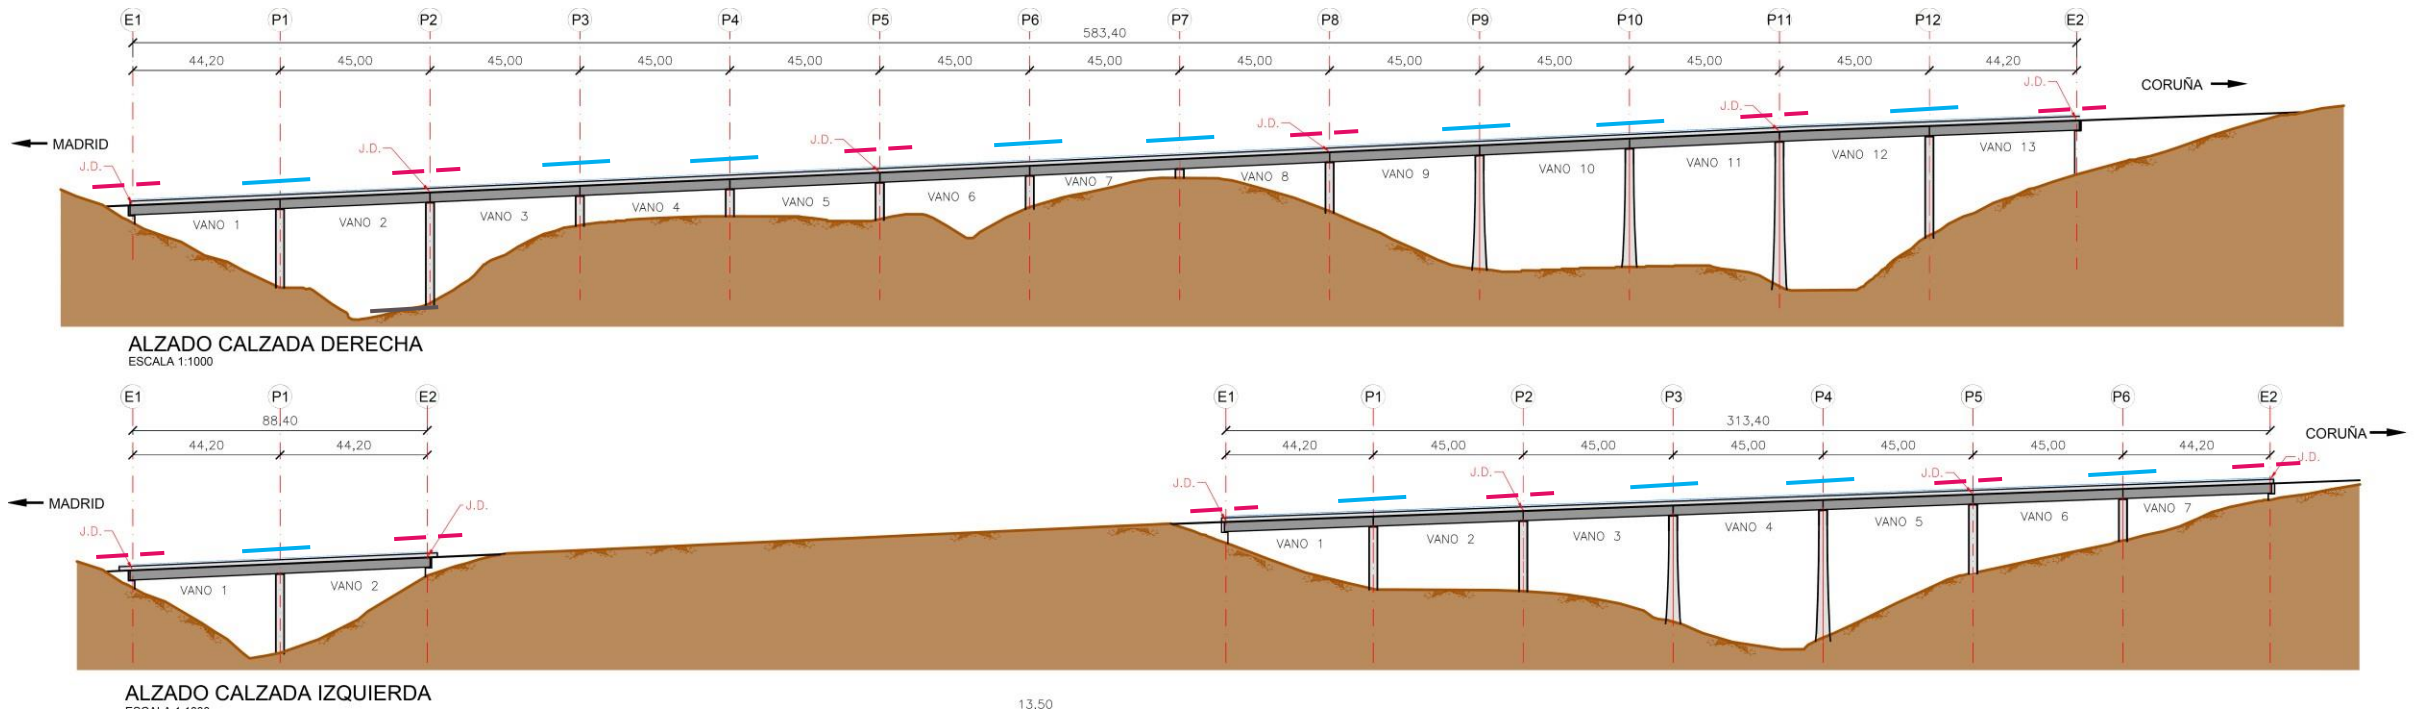 E1 P1 P2 P3 P4 P5 P6 P7 P8 P9 P10 P11 P12 E2
583,40
44,20 45,00 45,00 45,00 45,00 45,00 45,00 45,00 45,00 45,00 45,00 45,00 44,20
J.D. J.D. J.D. J.D. J.D. J.D.
CORUÑA
MADRID
VANO 1 VANO 2 VANO 3 VANO 4 VANO 5 VANO 6 VANO 7 VANO 8 VANO 9 VANO 10 VANO 11 VANO 12 VANO 13
ALZADO CALZADA DERECHA
ESCALA 1:1000
E1 P1 E2 E1 P1 P2 P3 P4 P5 P6 E2
88,40 313,40
44,20 44,20 44,20 45,00 45,00 45,00 45,00 45,00 44,20
CORUÑA
J.D. J.D. J.D. J.D. J.D. J.D.
MADRID
VANO 1 VANO 2 VANO 1 VANO 2 VANO 3 VANO 4 VANO 5 VANO 6 VANO 7
ALZADO CALZADA IZQUIERDA
13,50